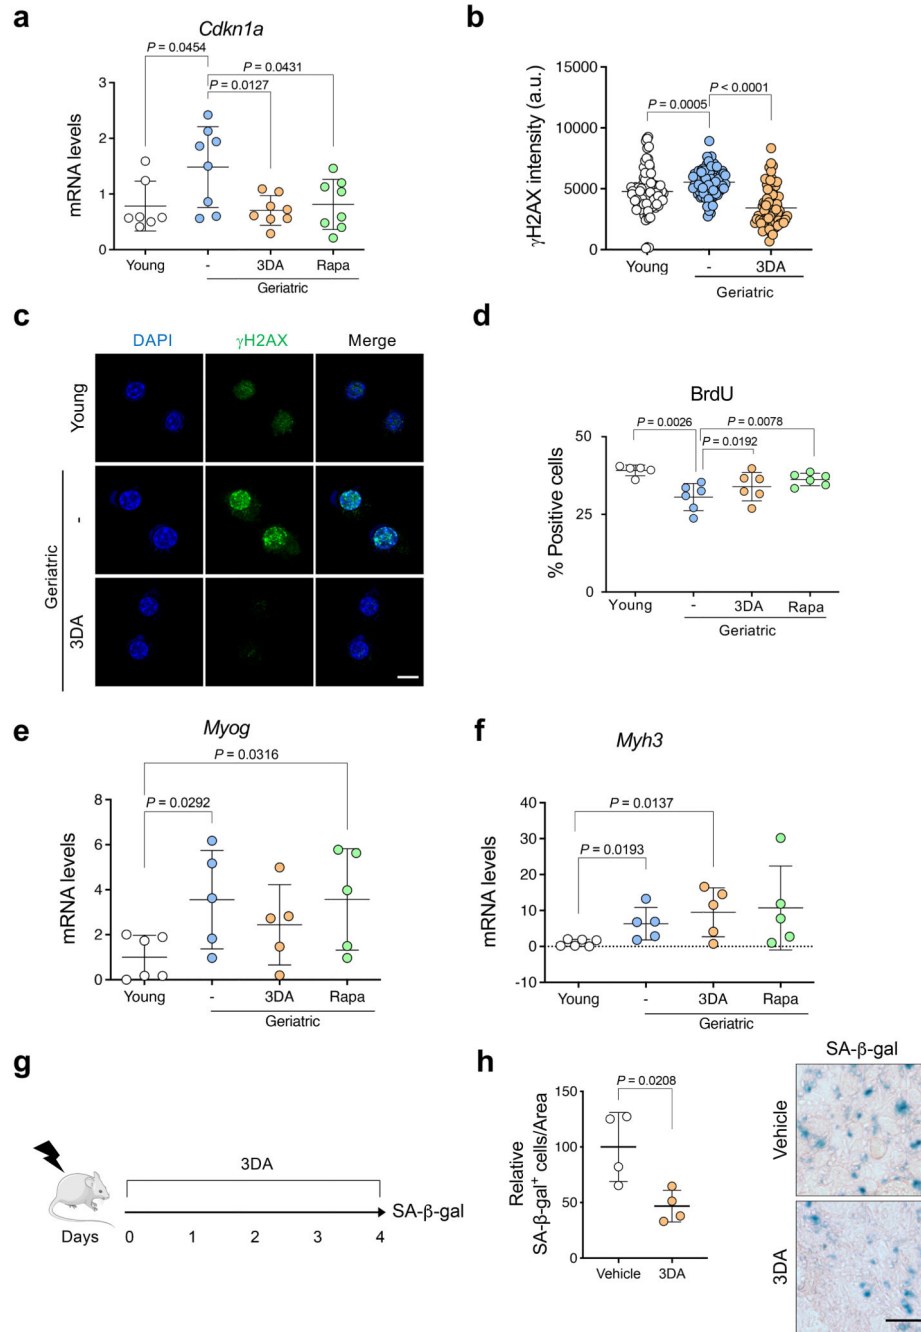 a
Cdkn1a
P = 0.0454
P = 0.0431
P = 0.0127
mRNA levels
3
2
1
0
Young
-
3DA
Rapa
Geriatric
b
γH2AX intensity (a.u.)
15000
10000
5000
0
P < 0.0001
P = 0.0005
Young
-
3DA
Geriatric
c
DAPI
γH2AX
Merge
Young
Geriatric
-
3DA
d
BrdU
% Positive cells
50
25
0
P = 0.0026
P = 0.0078
P = 0.0192
Young
-
3DA
Rapa
Geriatric
e
Myog
P = 0.0316
P = 0.0292
mRNA levels
8
6
4
2
0
Young
-
3DA
Rapa
Geriatric
f
Myh3
P = 0.0137
P = 0.0193
mRNA levels
40
30
20
10
0
-10
Young
-
3DA
Rapa
Geriatric
g
3DA
SA-β-gal
Days
0
1
2
3
4
h
Relative
SA-β-gal⁺ cells/Area
P = 0.0208
150
100
50
0
Vehicle
3DA
SA-β-gal
Vehicle
3DA